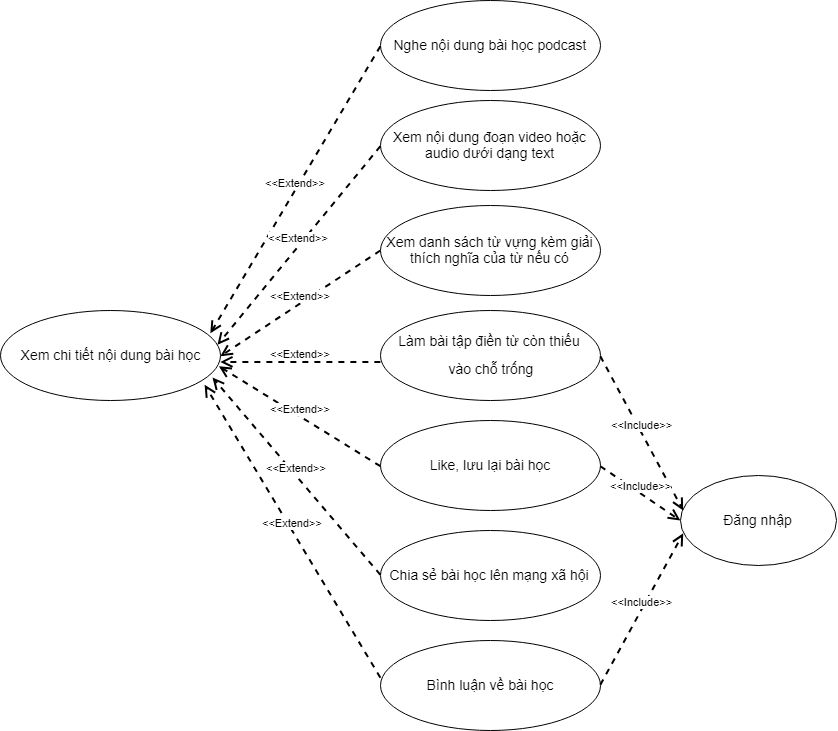 Nghe nội dung bài học podcast
Xem nội dung đoạn video hoặc
audio dưới dạng text
<<Extend>>
<<Extend>>
Xem danh sách từ vựng kèm giải
thích nghĩa của từ nếu có
<<Extend>>
Xem chi tiết nội dung bài học
<<Extend>>
Làm bài tập điền từ còn thiếu
vào chỗ trống
<<Extend>>
<<Include>>
Like, lưu lại bài học
<<Extend>>
<<Include>>
<<Extend>>
Đăng nhập
Chia sẻ bài học lên mạng xã hội
<<Include>>
Bình luận về bài học